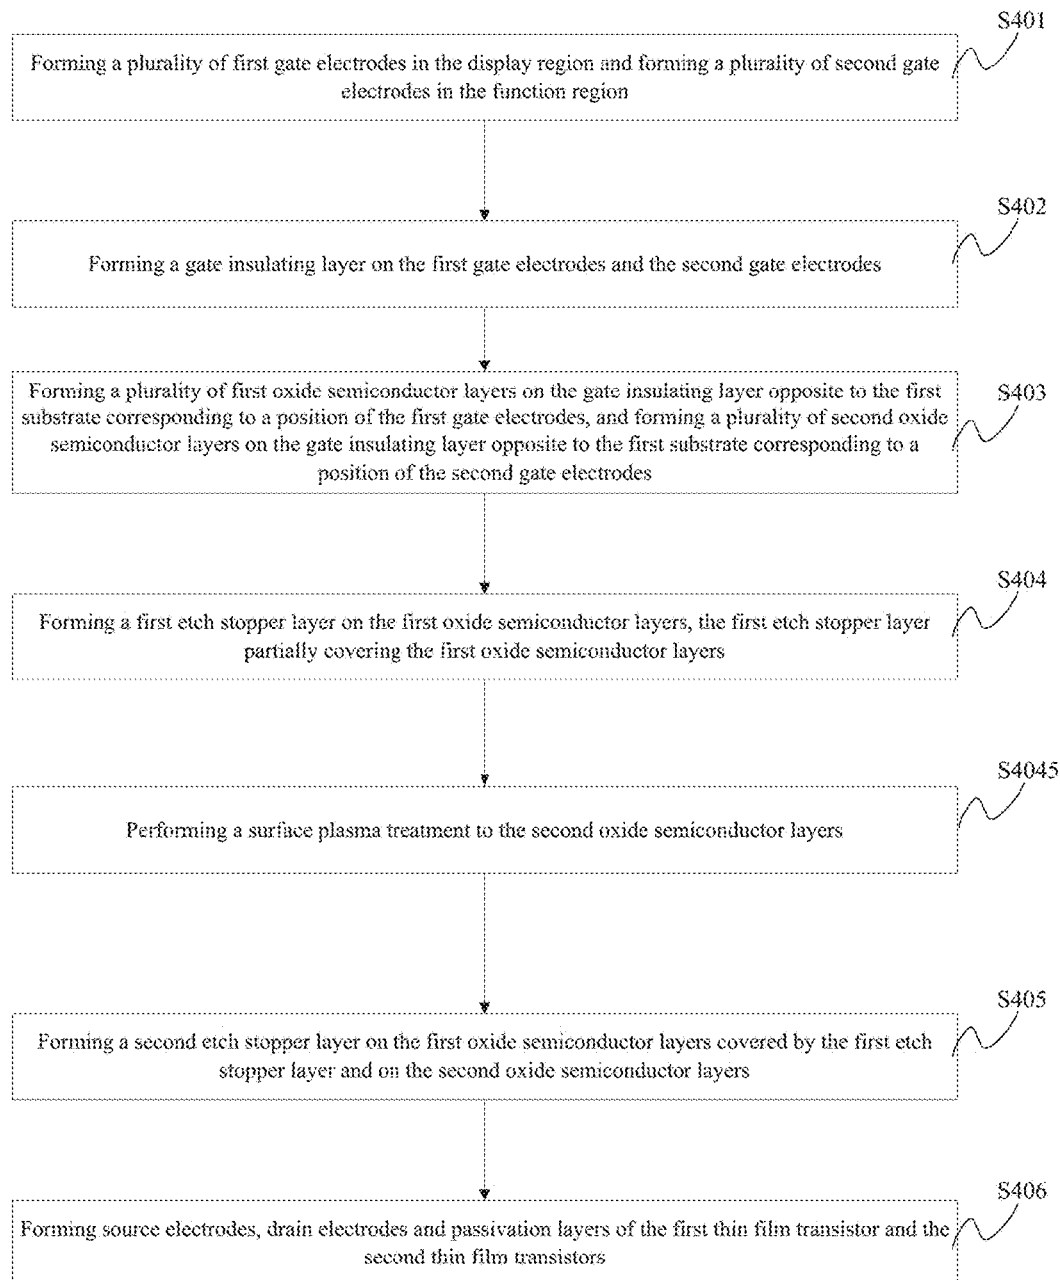 S401
Forming a plurality of first gate electrodes in the display region and forming a plurality of second gate
electrodes in the function region
S402
Forming a gate insulating layer on the first gate electrodes and the second gate electrodes
S403
Forming a plurality of first oxide semiconductor layers on the gate insulating layer opposite to the first
substrate corresponding to a position of the first gate electrodes, and forming a plurality of second oxide
semiconductor layers on the gate insulating layer opposite to the first substrate corresponding to a
position of the second gate electrodes
S404
Forming a first etch stopper layer on the first oxide semiconductor layers, the first etch stopper layer
partially covering the first oxide semiconductor layers
S4045
Performing a surface plasma treatment to the second oxide semiconductor layers
S405
Forming a second etch stopper layer on the first oxide semiconductor layers covered by the first etch
stopper layer and on the second oxide semiconductor layers
S406
Forming source electrodes, drain electrodes and passivation layers of the first thin film transistor and the
second thin film transistors